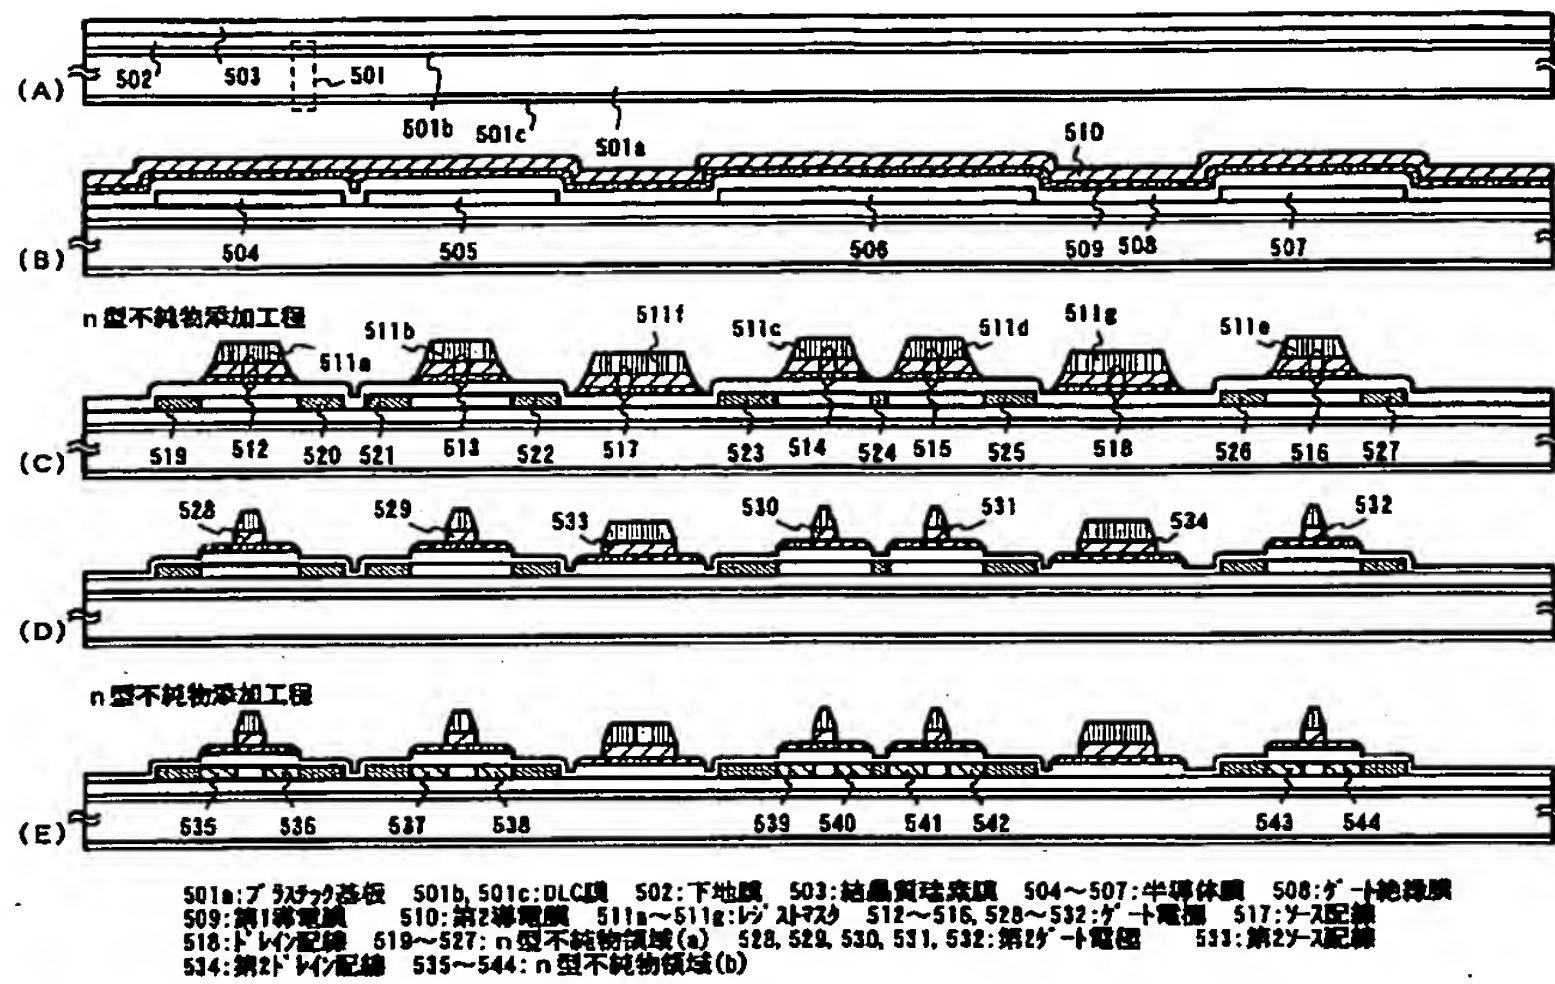 (A)
502
503
501
501b
501c
501a
510
(B)
504
505
506
509
508
507
n型不純物添加工程
511a
511b
511f
511c
511d
511g
511e
(C)
519
512
520
521
513
522
517
523
514
524
515
525
518
526
516
527
528
529
533
530
531
534
532
(D)
n型不純物添加工程
(E)
535
536
537
538
539
540
541
542
543
544
501a:プラスチック基板 501b, 501c:DLC膜 502:下地膜 503:結晶質珪素膜 504～507:半導体膜 508:ゲート絶縁膜
509:第1導電膜 510:第2導電膜 511a～511g:レジストマスク 512～516, 528～532:ゲート電極 517:ソース配線
518:ドレイン配線 519～527:n型不純物領域(a) 528, 529, 530, 531, 532:第2ゲート電極 533:第2ソース配線
534:第2ドレイン配線 535～544:n型不純物領域(b)